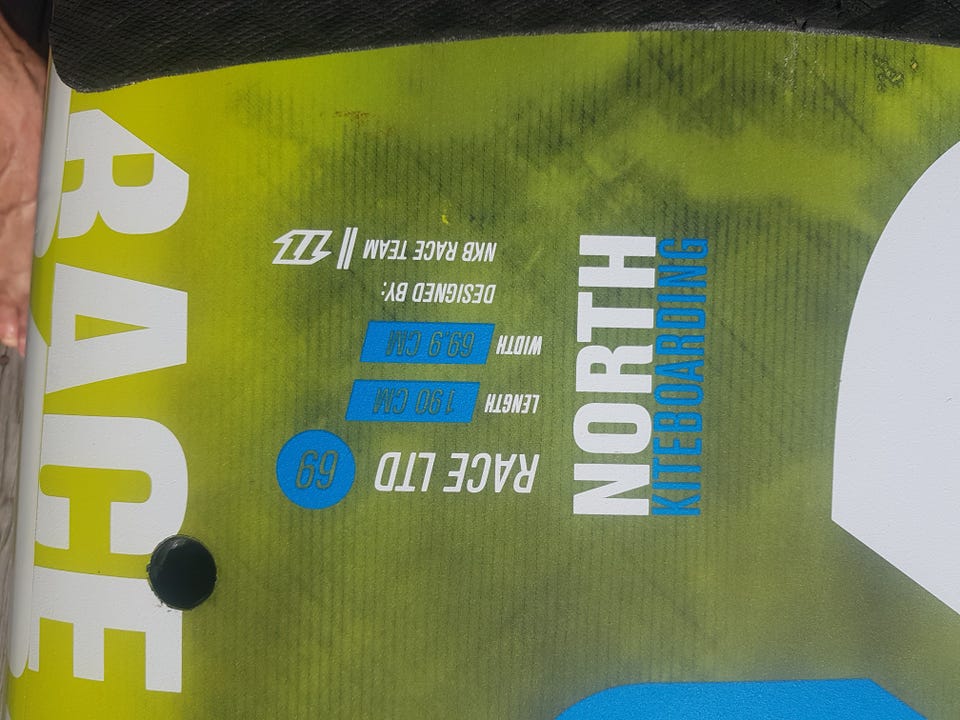 RACE
NORTH
KITEBOARDING
RACE LTD 69
LENGTH 190 CM
WIDTH 69.9 CM
DESIGNED BY:
NKB RACE TEAM